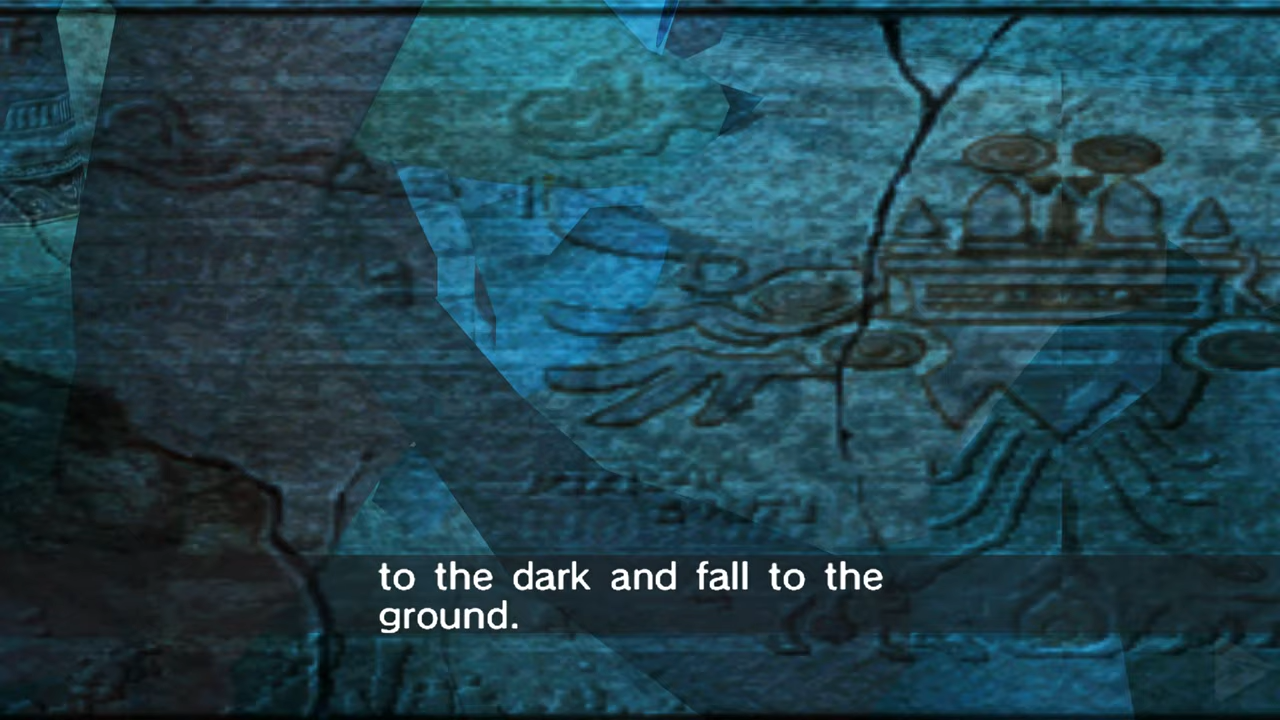 to the dark and fall to the
ground.